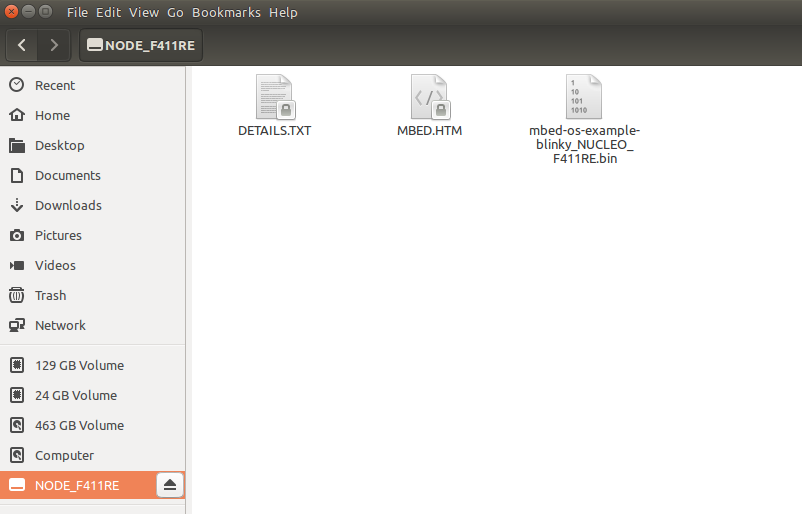 File Edit View Go Bookmarks Help
NODE_F411RE
Recent
Home
Desktop
Documents
Downloads
Pictures
Videos
Trash
Network
129 GB Volume
24 GB Volume
463 GB Volume
Computer
NODE_F411RE
DETAILS.TXT
MBED.HTM
1
10
101
1010
mbed-os-example-
blinky_NUCLEO_
F411RE.bin